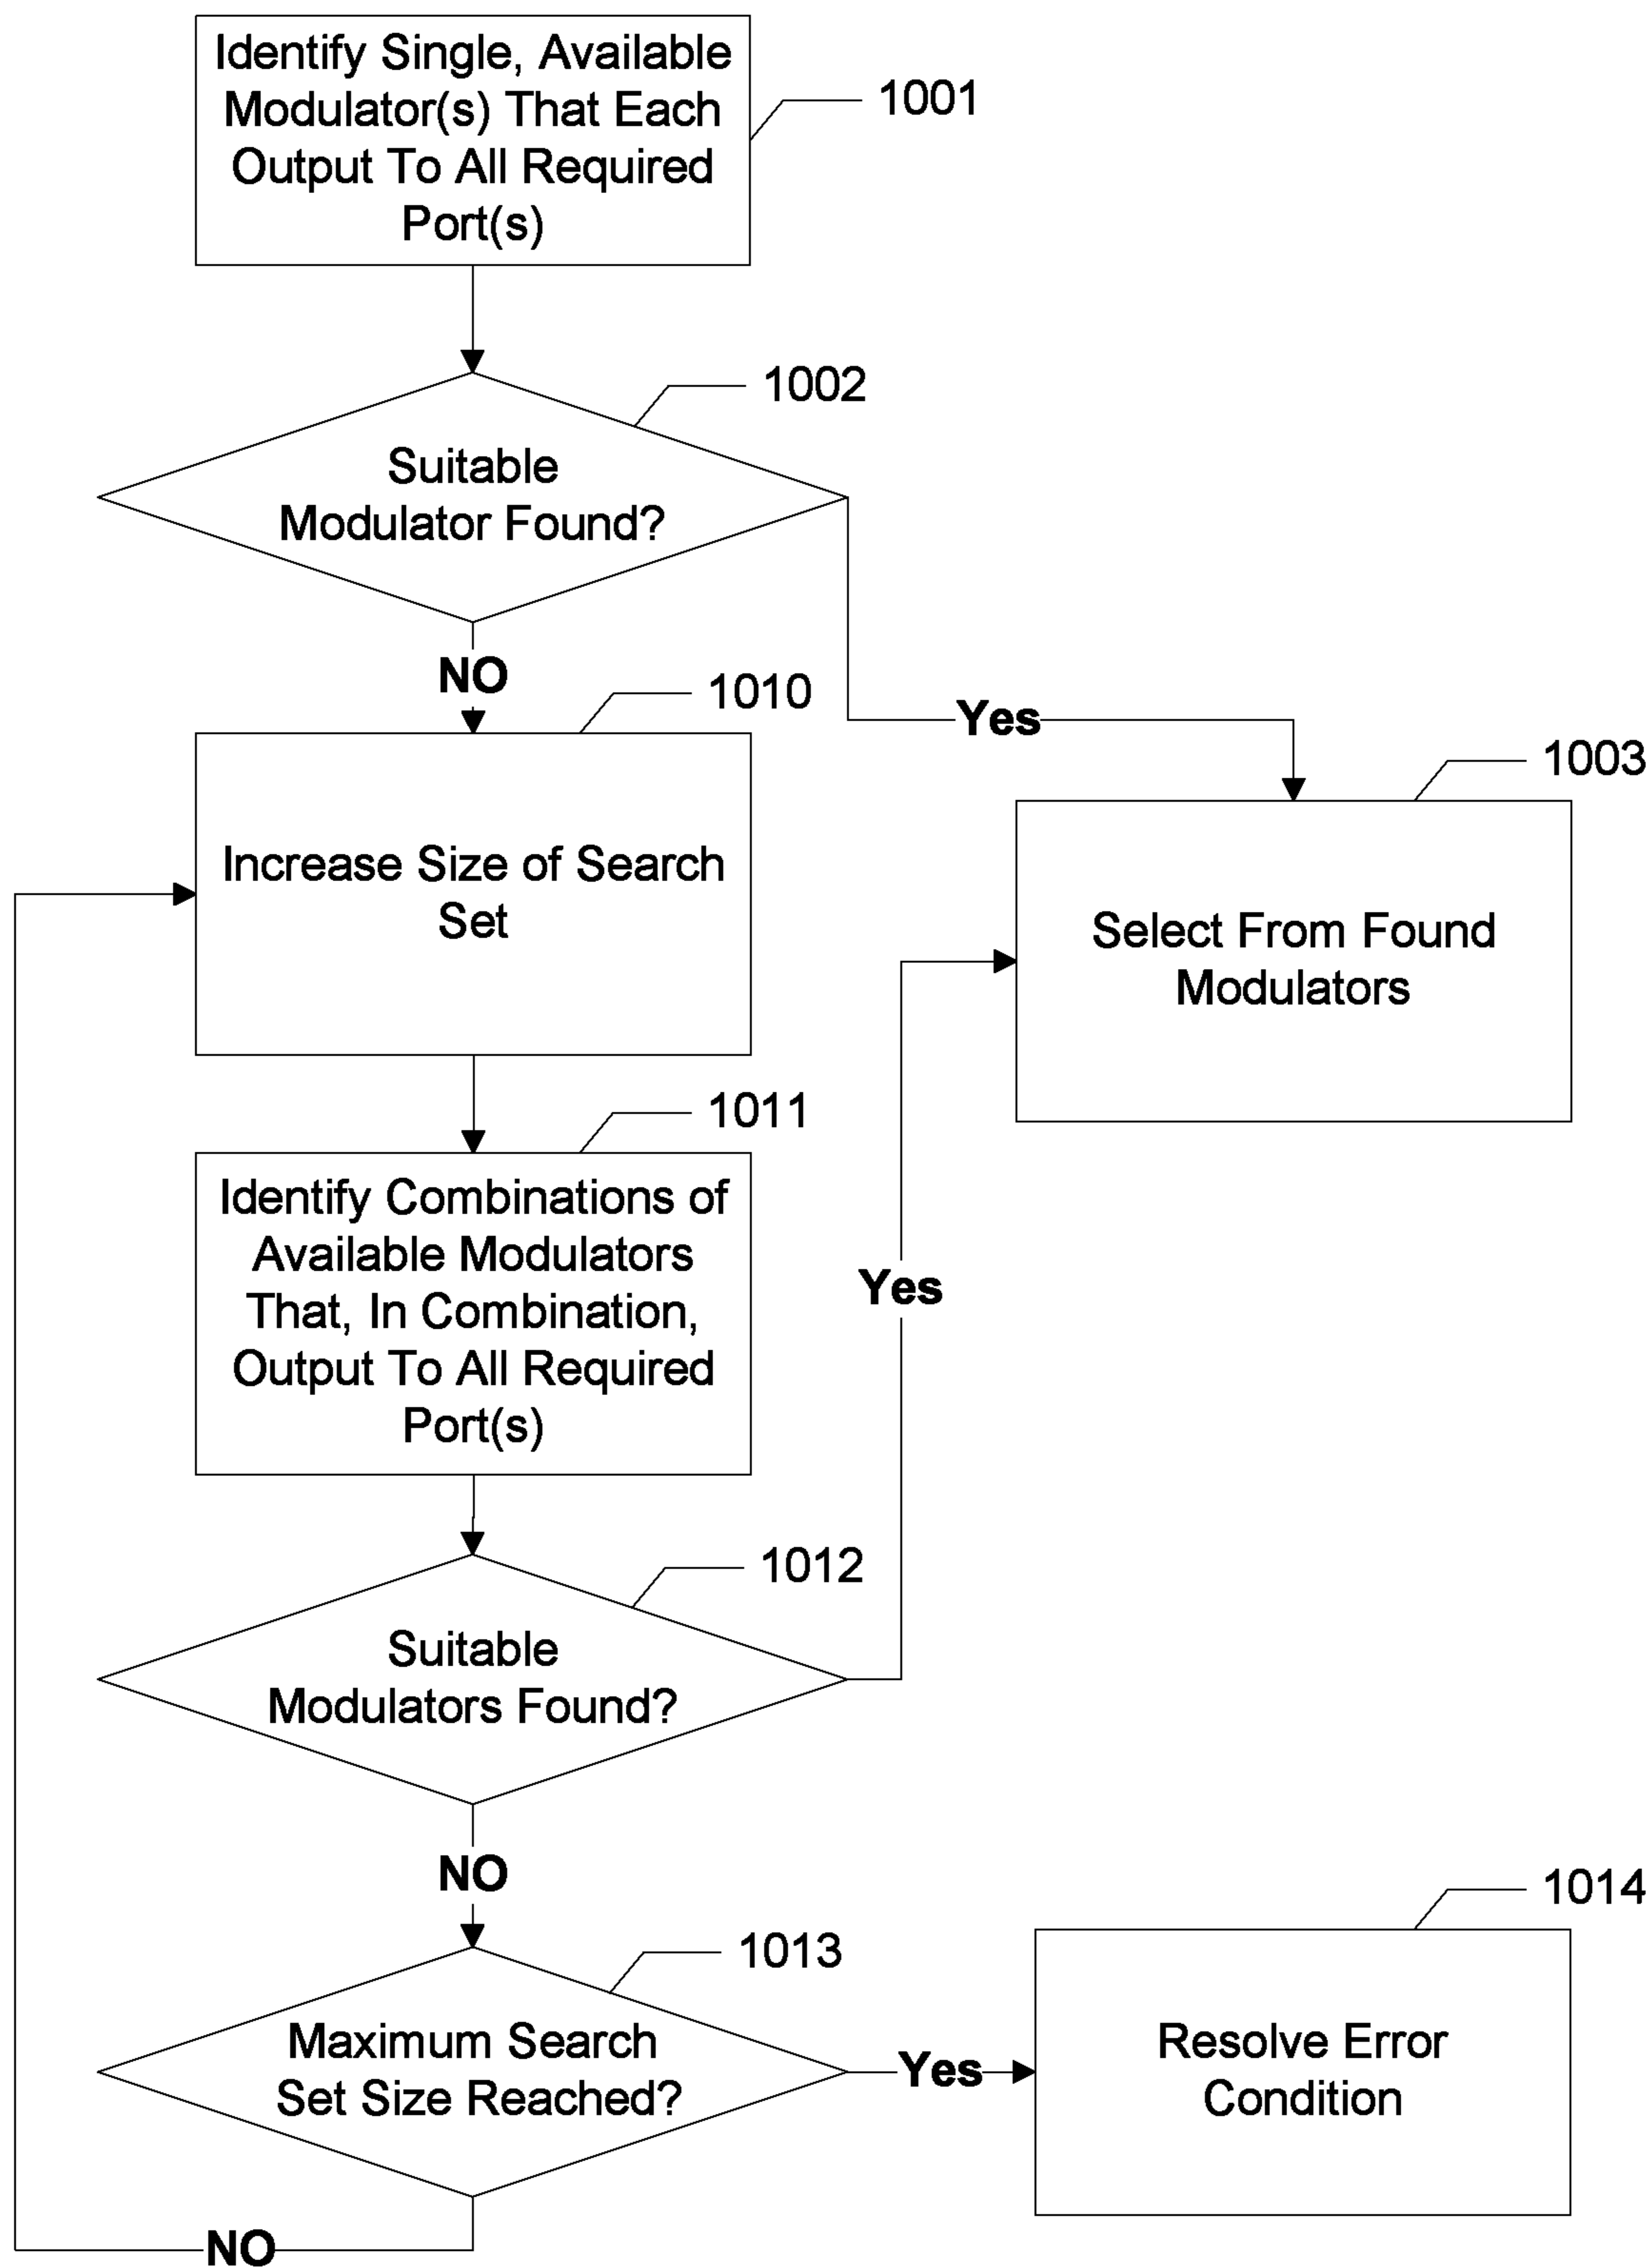 Identify Single, Available
Modulator(s) That Each
Output To All Required
Port(s)
1001
1002
Suitable
Modulator Found?
NO
Yes
1010
1003
Increase Size of Search
Set
Select From Found
Modulators
1011
Identify Combinations of
Available Modulators
That, In Combination,
Output To All Required
Port(s)
Yes
1012
Suitable
Modulators Found?
NO
1013
1014
Maximum Search
Set Size Reached?
Yes
Resolve Error
Condition
NO